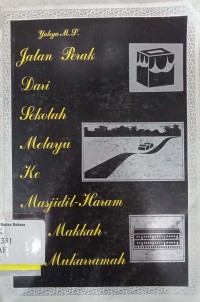 Yahya M.S.
Jalan Perak
Dari
Sekolah
Melayu
Ke
Masjidil-Haram
Makkah
Mukarramah